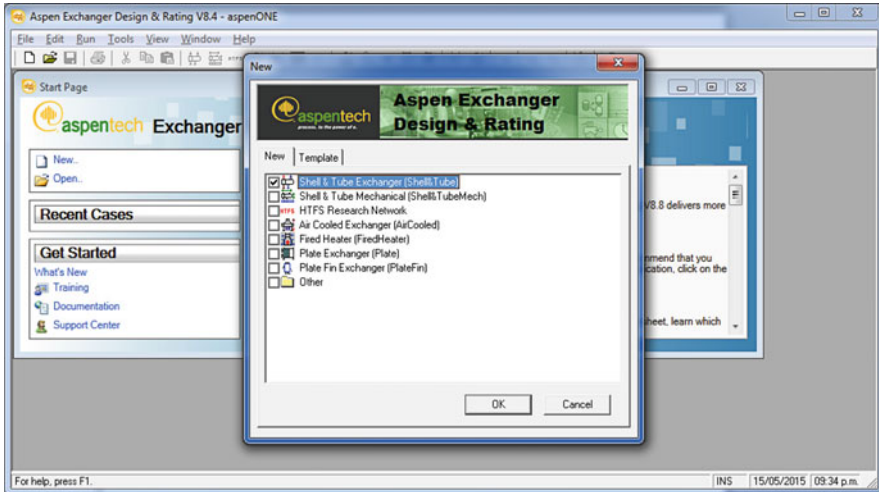 Aspen Exchanger Design & Rating V8.4 - aspenONE
File Edit Run Tools View Window Help
Start Page
aspentech Exchanger
New..
Open..
Recent Cases
Get Started
What's New
Training
Documentation
Support Center
V8.8 delivers more
mmend that you
ication, click on the
sheet, learn which
New
aspentech
Aspen Exchanger
Design & Rating
New Template
Shell & Tube Exchanger (Shell&Tube)
Shell & Tube Mechanical (Shell&TubeMech)
HTFS HTFS Research Network
Air Cooled Exchanger (AirCooled)
Fired Heater (FiredHeater)
Plate Exchanger (Plate)
Plate Fin Exchanger (PlateFin)
Other
OK Cancel
For help, press F1.
INS 15/05/2015 09:34 p.m.